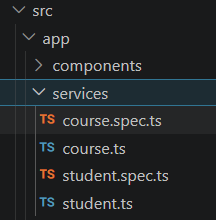 src
app
components
services
TS course.spec.ts
TS course.ts
TS student.spec.ts
TS student.ts